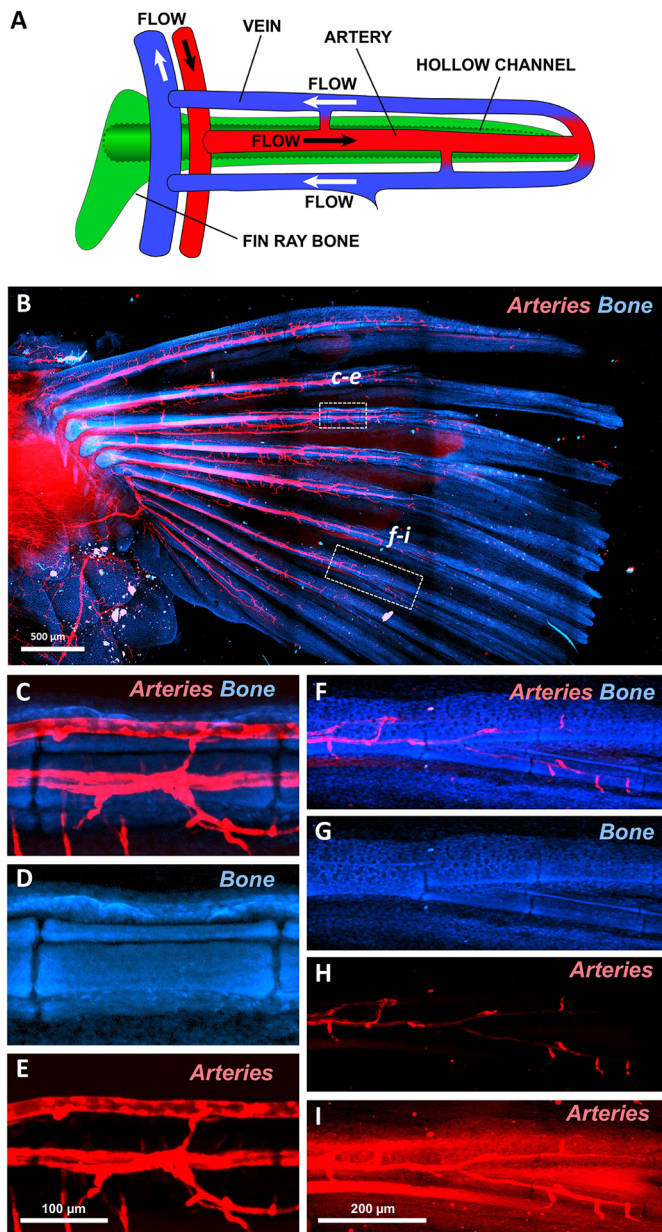 A
FLOW
VEIN
ARTERY
HOLLOW CHANNEL
FLOW
FLOW
FLOW
FIN RAY BONE
B
Arteries Bone
c-e
f-i
500 µm
C
Arteries Bone
D
Bone
E
Arteries
100 µm
F
Arteries Bone
G
Bone
H
Arteries
I
Arteries
200 µm